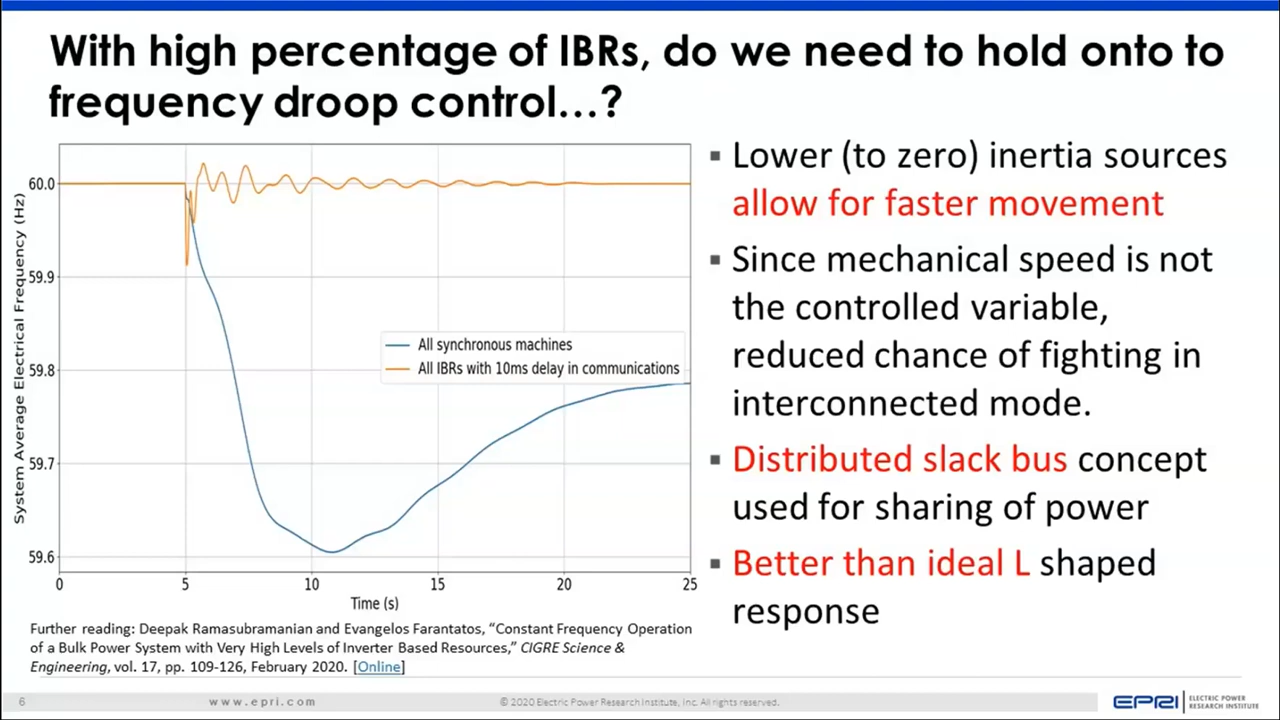 With high percentage of IBRs, do we need to hold onto to
frequency droop control...?
System Average Electrical Frequency (Hz)
60.0
59.9
59.8
59.7
59.6
0
5
10
15
20
25
Time (s)
All synchronous machines
All IBRs with 10ms delay in communications
▪ Lower (to zero) inertia sources
allow for faster movement
▪ Since mechanical speed is not
the controlled variable,
reduced chance of fighting in
interconnected mode.
▪ Distributed slack bus concept
used for sharing of power
▪ Better than ideal L shaped
response
Further reading: Deepak Ramasubramanian and Evangelos Farantatos, “Constant Frequency Operation
of a Bulk Power System with Very High Levels of Inverter Based Resources,” CIGRE Science &
Engineering, vol. 17, pp. 109-126, February 2020. [Online]
6
www.epri.com
© 2020 Electric Power Research Institute, Inc. All rights reserved.
EPRI
ELECTRIC POWER
RESEARCH INSTITUTE